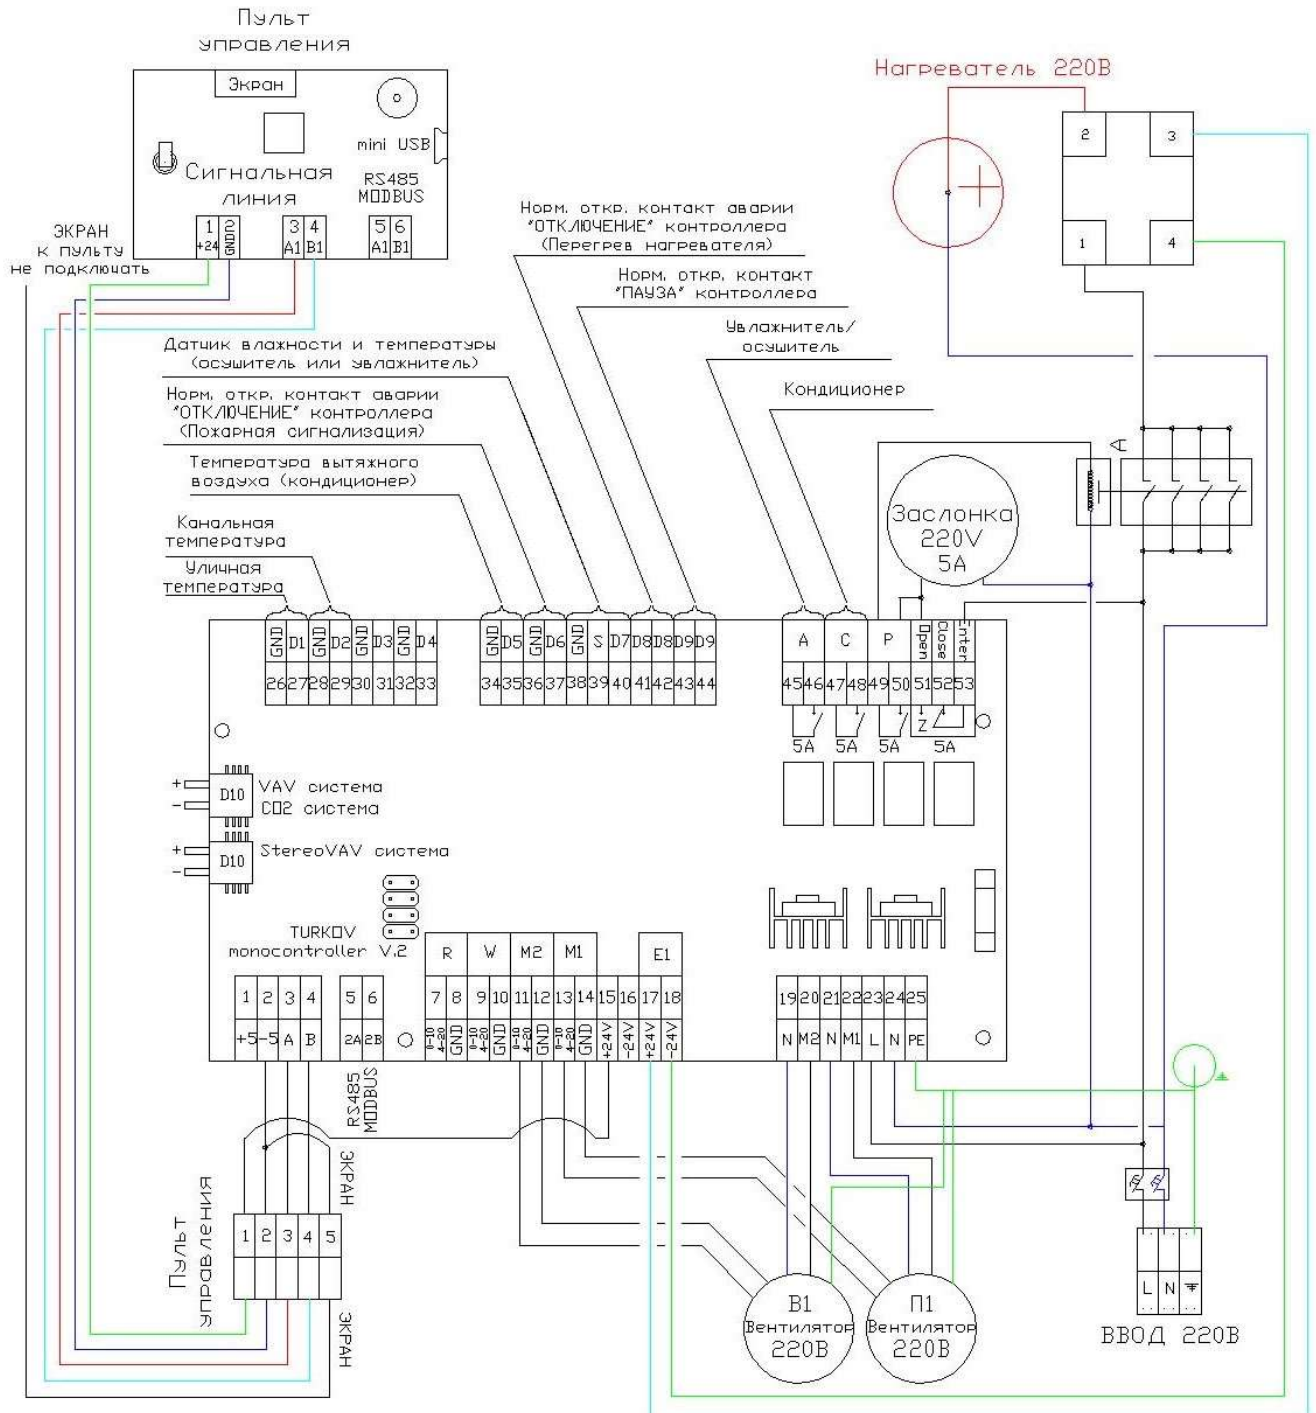 Пульт
управления
Экран
mini USB
Сигнальная
линия
RS485
MODBUS
1 2 3 4 5 6
+24 GND A1 B1 A1 B1
ЭКРАН
к пульту
не подключать
Нагреватель 220В
2 3
1 4
Норм. откр. контакт аварии
"ОТКЛЮЧЕНИЕ" контроллера
(Перегрев нагревателя)
Норм. откр. контакт
"ПАУЗА" контроллера
Увлажнитель/
осушитель
Кондиционер
Датчик влажности и температуры
(осушитель или увлажнитель)
Норм. откр. контакт аварии
"ОТКЛЮЧЕНИЕ" контроллера
(Пожарная сигнализация)
Температура вытяжного
воздуха (кондиционер)
Канальная
температура
Уличная
температура
A
Заслонка
220V
5A
GND D1 GND D2 GND D3 GND D4
26 27 28 29 30 31 32 33
GND D5 GND D6 GND S D7 D8 D8 D9 D9
34 35 36 37 38 39 40 41 42 43 44
A C P Open Close Enter
45 46 47 48 49 50 51 52 53
Z
5A 5A 5A 5A
+
-
D10
VAV система
CO2 система
+
-
D10
StereoVAV система
TURKOV
monocontroller V.2
1 2 3 4 5 6
+5 -5 A B 2A 2B
RS485
MODBUS
R W M2 M1 E1
7 8 9 10 11 12 13 14 15 16 17 18
0-10 4-20 GND 0-10 4-20 GND 0-10 4-20 GND 0-10 4-20 GND +24V -24V +24V -24V
19 20 21 22 23 24 25
N M2 N M1 L N PE
ЭКРАН
Пульт
управления
1 2 3 4 5
ЭКРАН
В1
Вентилятор
220В
П1
Вентилятор
220В
L N
ВВОД 220В